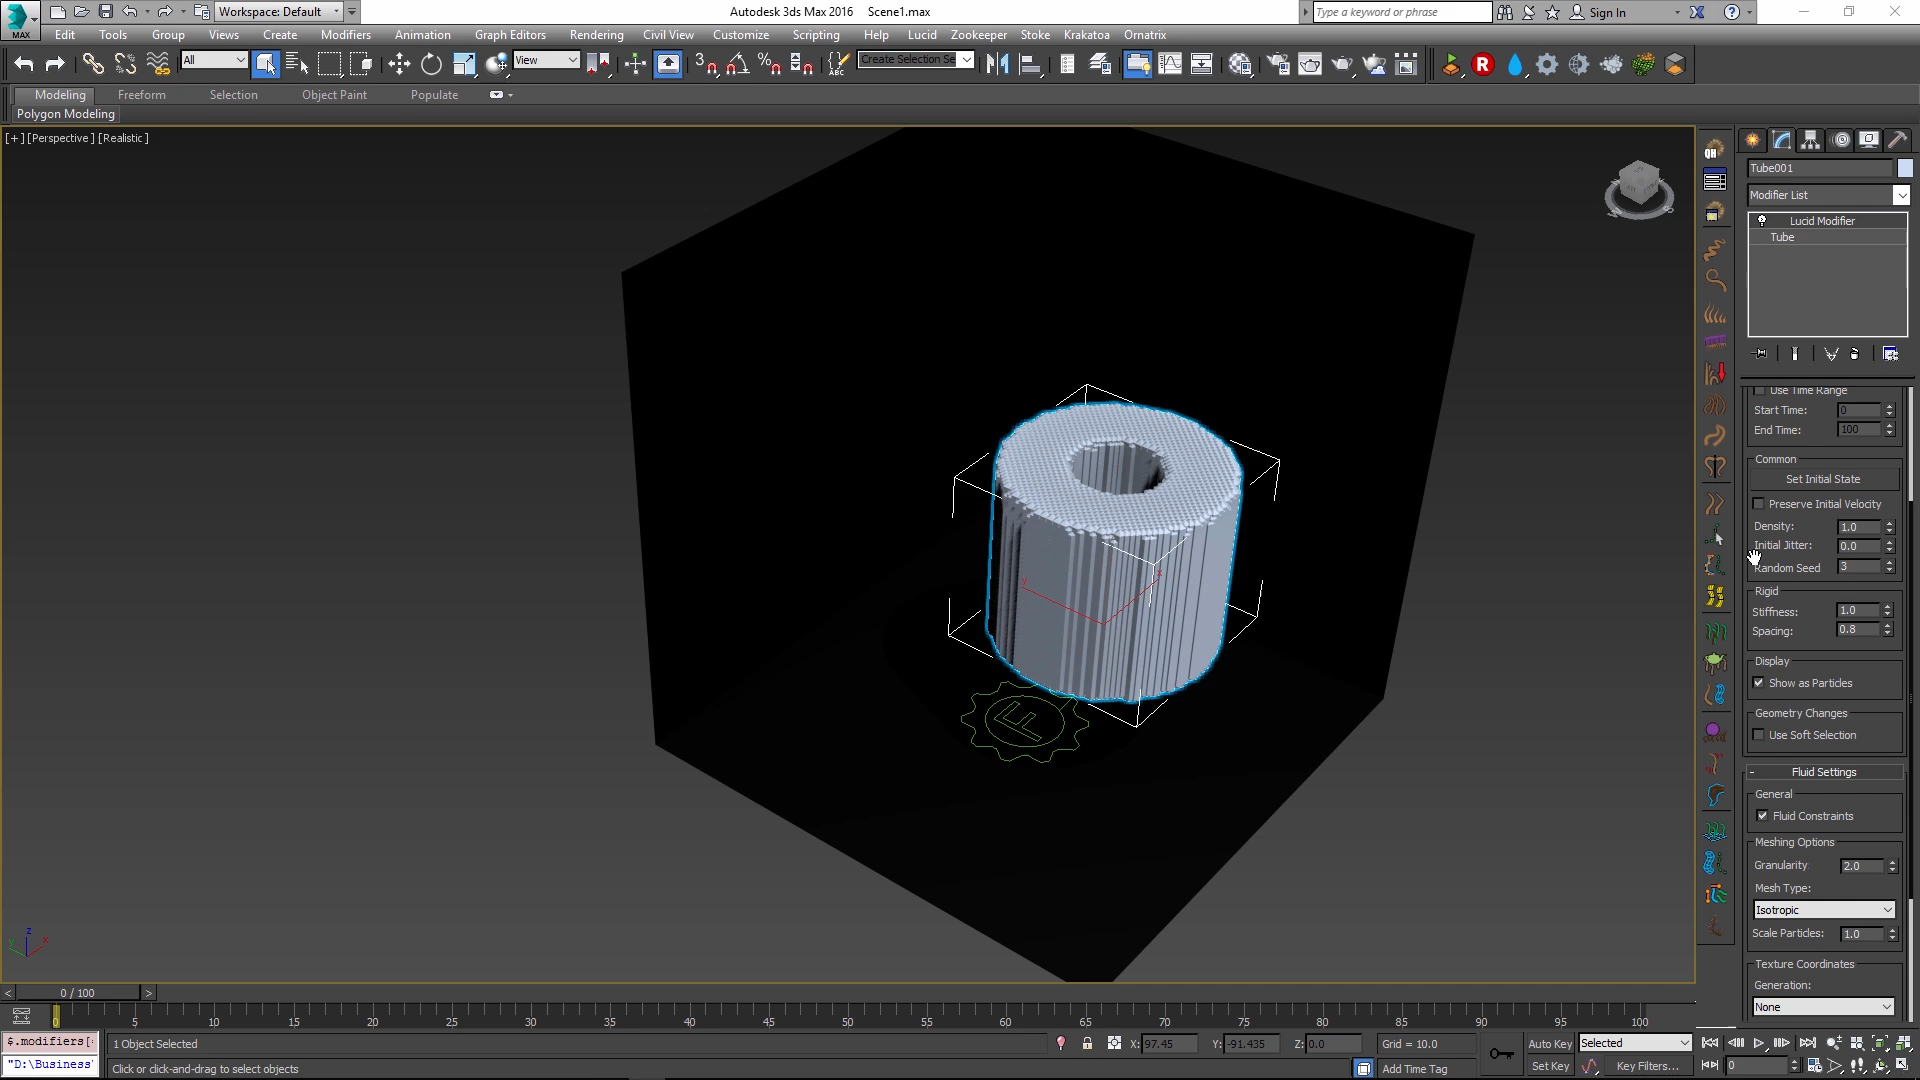 Workspace: Default
Autodesk 3ds Max 2016 Scene1.max
Type a keyword or phrase
Sign In
MAX
Edit Tools Group Views Create Modifiers Animation Graph Editors Rendering Civil View Customize Scripting Help Lucid Zookeeper Stoke Krakatoa Ornatrix
All
View
3
ABC
Create Selection Se
Modeling Freeform Selection Object Paint Populate
Polygon Modeling
[+] [Perspective] [Realistic]
QH
Tube001
Modifier List
Lucid Modifier
Tube
Use Time Range
Start Time: 0
End Time: 100
Common
Set Initial State
Preserve Initial Velocity
Density: 1.0
Initial Jitter: 0.0
Random Seed 3
Rigid
Stiffness: 1.0
Spacing: 0.8
Display
Show as Particles
Geometry Changes
Use Soft Selection
- Fluid Settings
General
Fluid Constraints
Meshing Options
Granularity 2.0
Mesh Type:
Isotropic
Scale Particles: 1.0
Texture Coordinates
Generation:
None
y x
z
y x
< 0 / 100 >
0 5 10 15 20 25 30 35 40 45 50 55 60 65 70 75 80 85 90 95 100
$.modifiers[
"D:\Business'
1 Object Selected
Click or click-and-drag to select objects
X: 97.45 Y: -91.435 Z: 0.0
Grid = 10.0
Add Time Tag
Auto Key Selected
Set Key Key Filters...
0